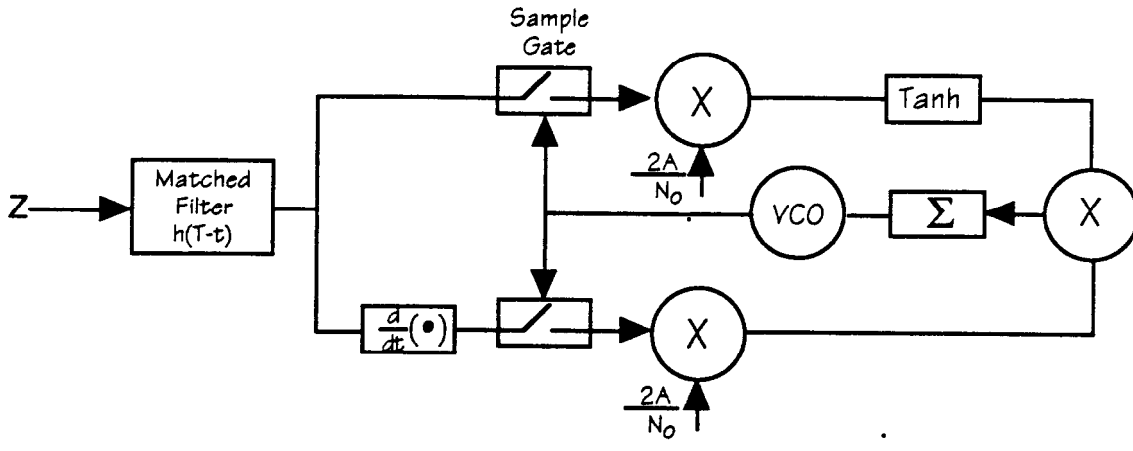 Sample
Gate
X
Tanh
2A
N₀
Z
Matched
Filter
h(T-t)
VCO
Σ
X
d
dt
(•)
X
2A
N₀